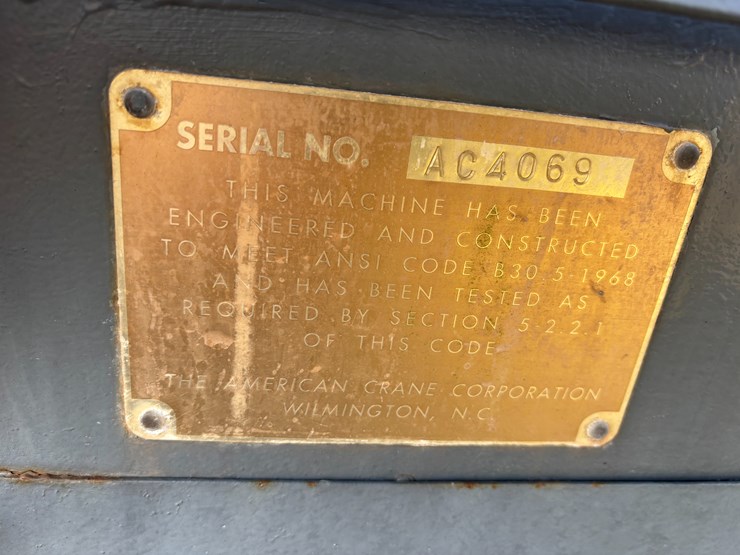 SERIAL NO. AC4069
THIS MACHINE HAS BEEN
ENGINEERED AND CONSTRUCTED
TO MEET ANSI CODE B30.5-1968
AND HAS BEEN TESTED AS
REQUIRED BY SECTION 5-2.2.1
OF THIS CODE
THE AMERICAN CRANE CORPORATION
WILMINGTON, N.C.